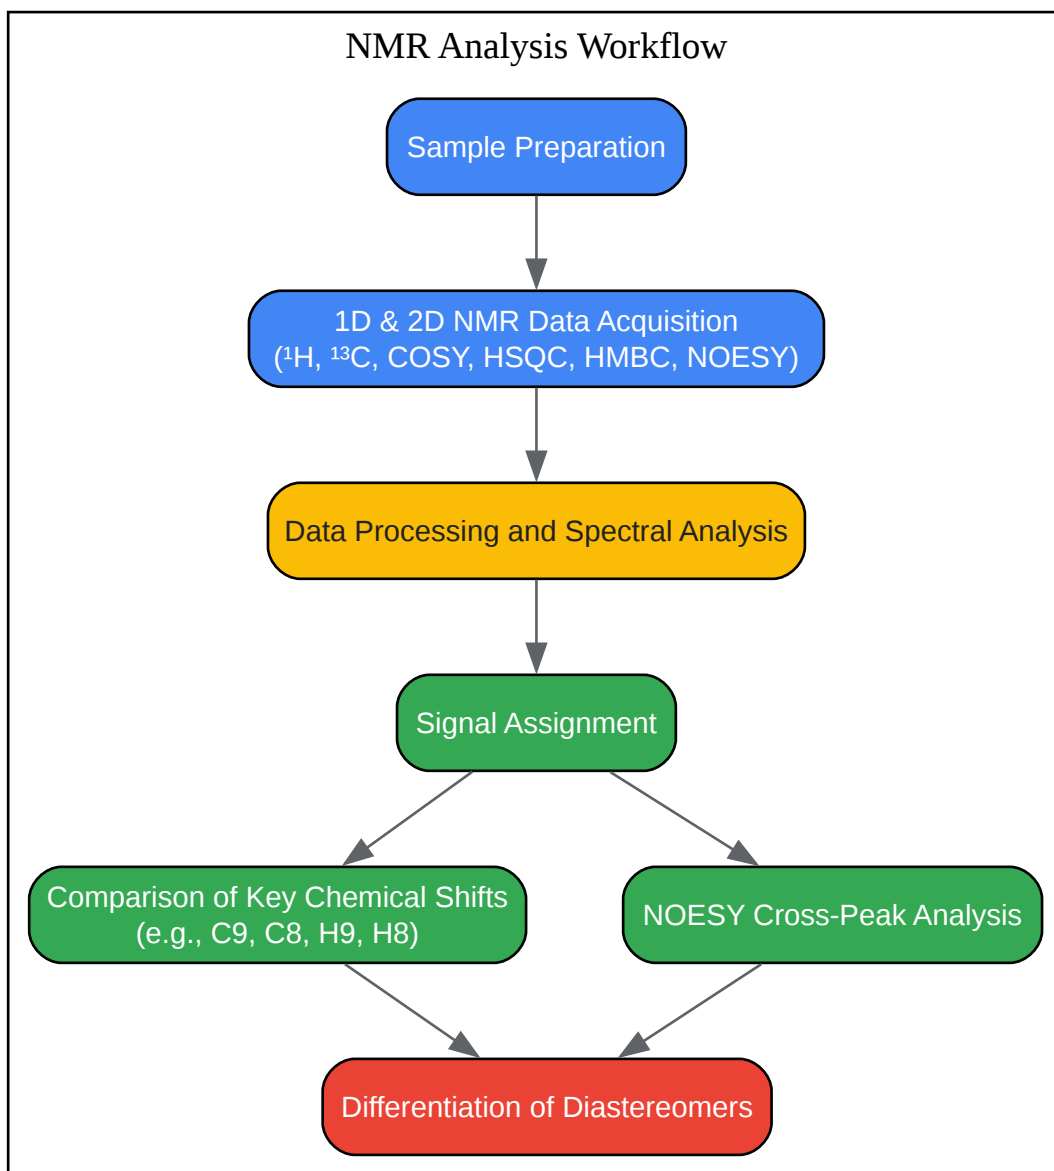 NMR Analysis Workflow
Sample Preparation
1D & 2D NMR Data Acquisition
(¹H, ¹³C, COSY, HSQC, HMBC, NOESY)
Data Processing and Spectral Analysis
Signal Assignment
Comparison of Key Chemical Shifts
(e.g., C9, C8, H9, H8)
NOESY Cross-Peak Analysis
Differentiation of Diastereomers